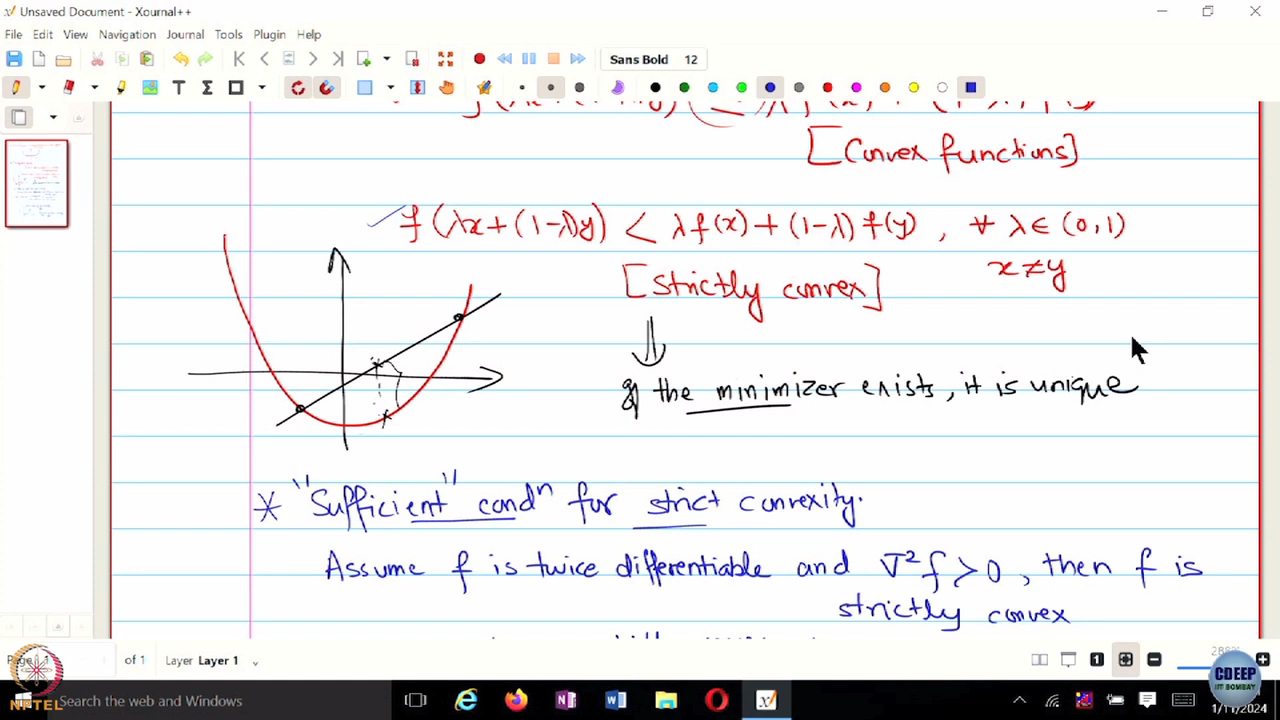 Unsaved Document - Xournal++
File Edit View Navigation Journal Tools Plugin Help
Sans Bold 12
[Convex functions]
f(λx+(1-λ)y) < λf(x)+(1-λ)f(y), ∀ λ∈(0,1)
x≠y
[strictly convex]
⇓
If the minimizer exists, it is unique
* "Sufficient" condⁿ for strict convexity.
Assume f is twice differentiable and ∇²f > 0, then f is
strictly convex
of 1 Layer Layer 1
288%
NPTEL
Search the web and Windows
CDEEP
IIT BOMBAY
1/11/2024